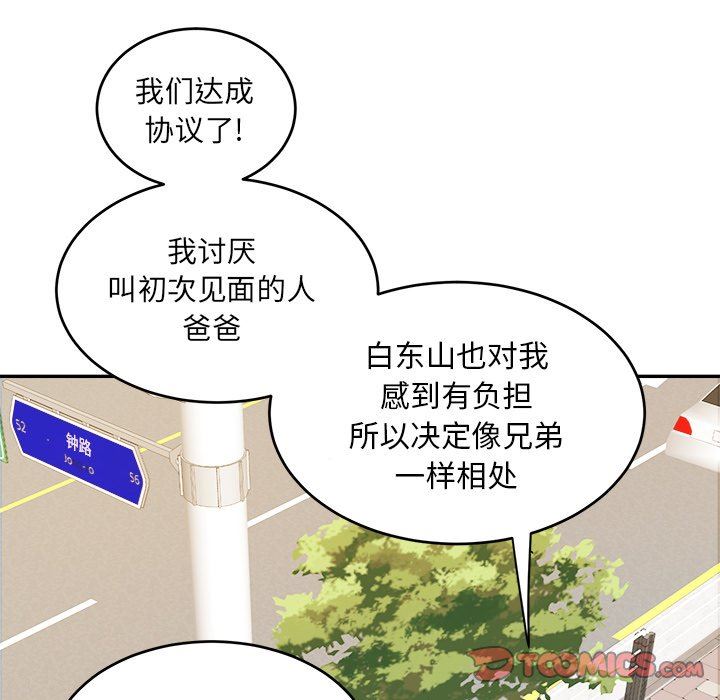 我们达成
协议了!
我讨厌
叫初次见面的人
爸爸
白东山也对我
感到有负担
所以决定像兄弟
一样相处
52
钟路
56
TOOMICS.COM